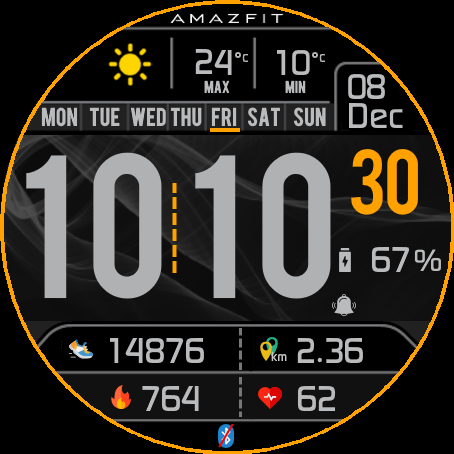 AMAZFIT
24°C 10°C
MAX MIN
08
Dec
MON TUE WED THU FRI SAT SUN
10 10 30
67%
14876 km 2.36
764 62